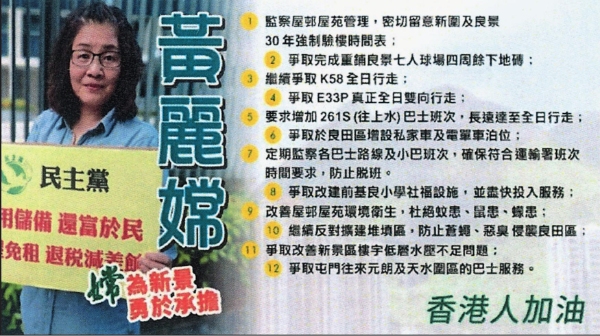 黃麗嫦
民主黨
用儲備 還富於民
免租 退稅減差餉
嫦 為新景
勇於承擔
1 監察屋邨屋苑管理，密切留意新圍及良景
30年強制驗樓時間表；
2 爭取完成重鋪良景七人球場四周餘下地磚；
3 繼續爭取 K58 全日行走；
4 爭取 E33P 真正全日雙向行走；
5 要求增加 261S (往上水) 巴士班次，長遠達至全日行走；
6 爭取於良田區增設私家車及電單車泊位；
7 定期監察各巴士路線及小巴班次，確保符合運輸署班次
時間要求，防止脫班。
8 爭取改建前基良小學社福設施，並盡快投入服務；
9 改善屋邨屋苑環境衛生，杜絕蚊患、鼠患、蠓患；
10 繼續反對擴建堆填區，防止蒼蠅、惡臭侵襲良田區；
11 爭取改善新景區樓宇低層水壓不足問題；
12 爭取屯門往來元朗及天水圍區的巴士服務。
香港人加油